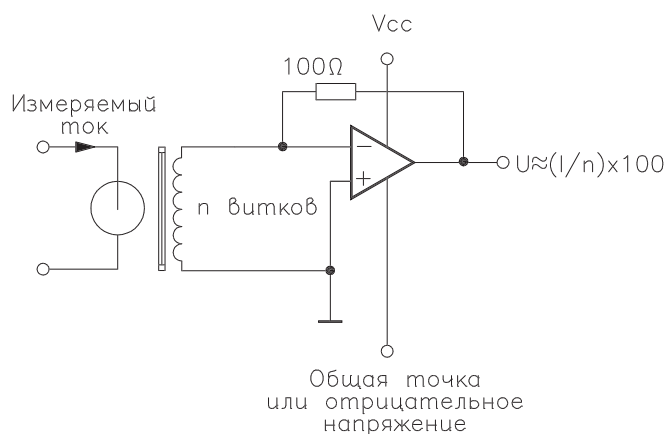 Vcc
100Ω
Измеряемый
ток
−
+
U≈(I/n)x100
n витков
Общая точка
или отрицательное
напряжение